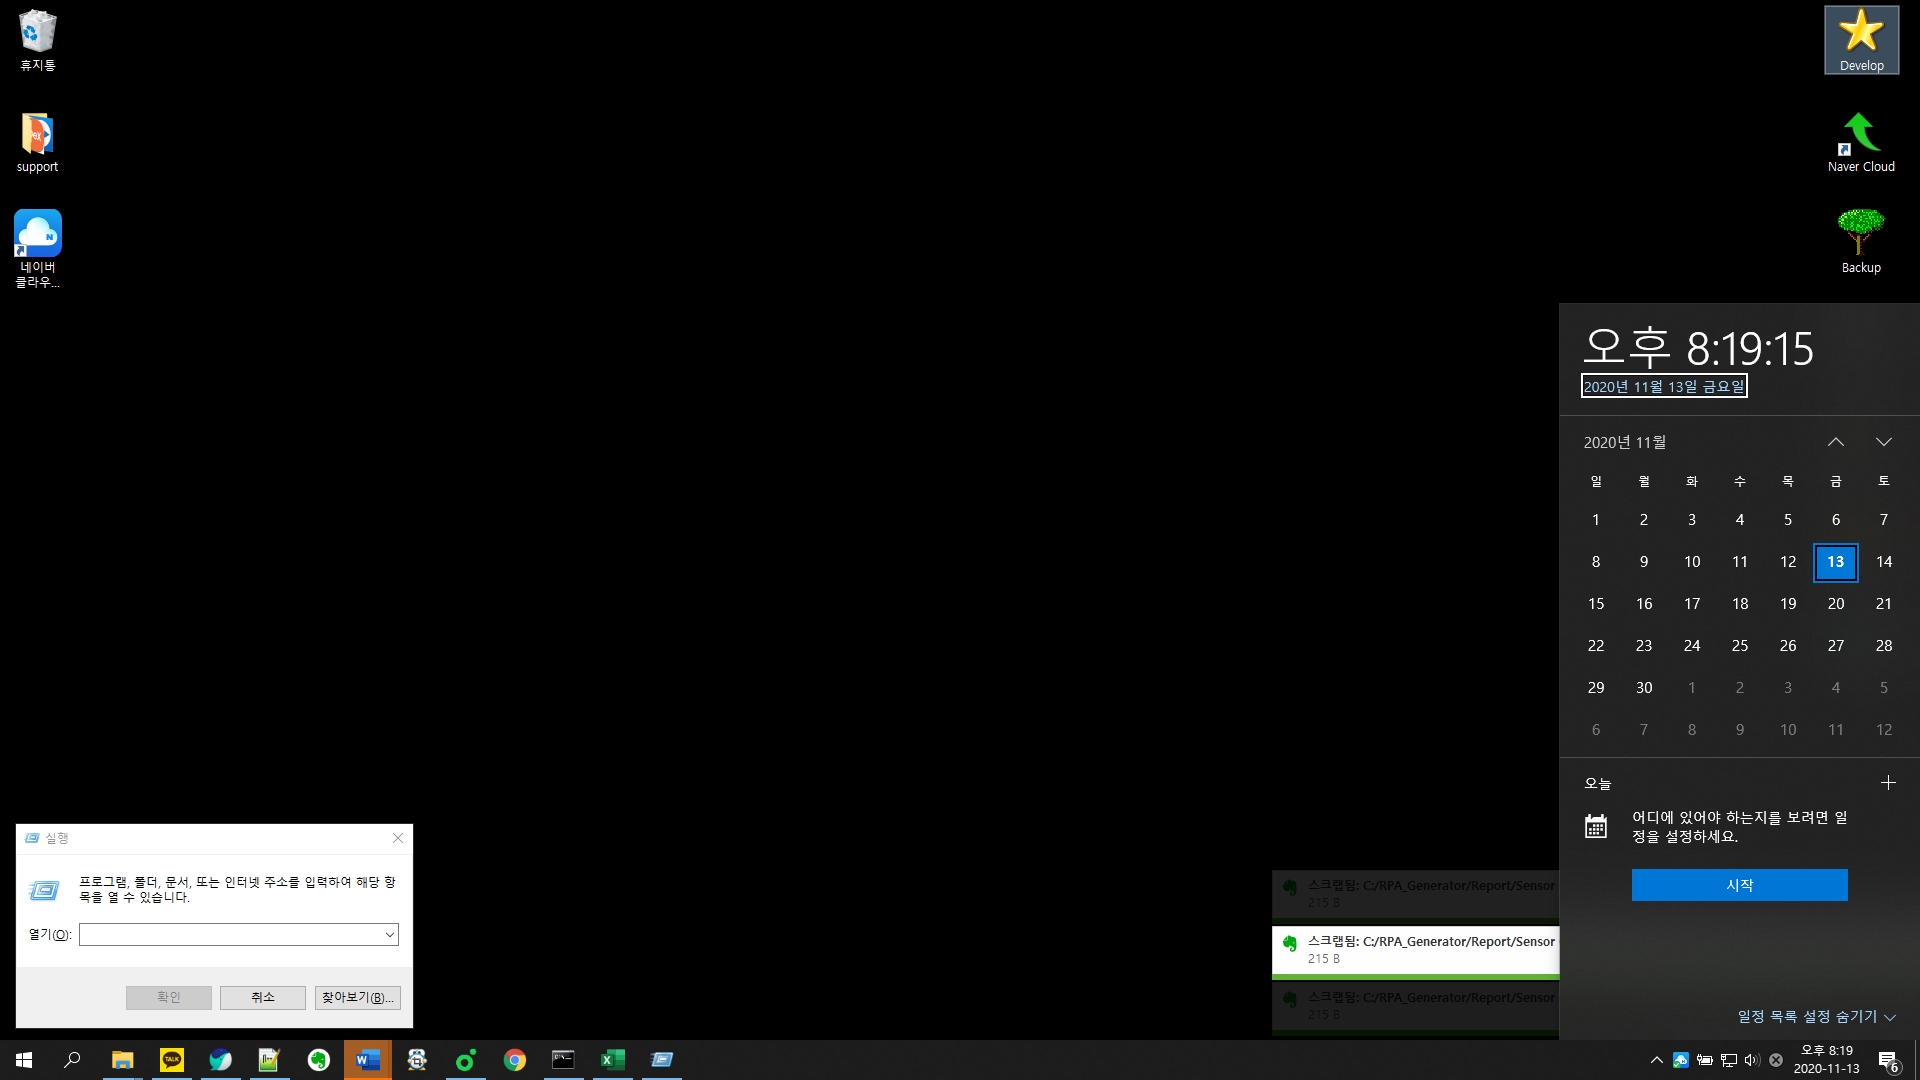 휴지통
support
네이버
클라우...
Develop
Naver Cloud
Backup
오후 8:19:15
2020년 11월 13일 금요일
2020년 11월
일 월 화 수 목 금 토
1 2 3 4 5 6 7
8 9 10 11 12 13 14
15 16 17 18 19 20 21
22 23 24 25 26 27 28
29 30 1 2 3 4 5
6 7 8 9 10 11 12
오늘
어디에 있어야 하는지를 보려면 일
정을 설정하세요.
시작
일정 목록 설정 숨기기
실행
프로그램, 폴더, 문서, 또는 인터넷 주소를 입력하여 해당 항
목을 열 수 있습니다.
열기(O):
확인 취소 찾아보기(B)...
스크랩됨: C:/RPA_Generator/Report/Sensor
215 B
스크랩됨: C:/RPA_Generator/Report/Sensor
215 B
스크랩됨: C:/RPA_Generator/Report/Sensor
215 B
TALK
오후 8:19
2020-11-13
6